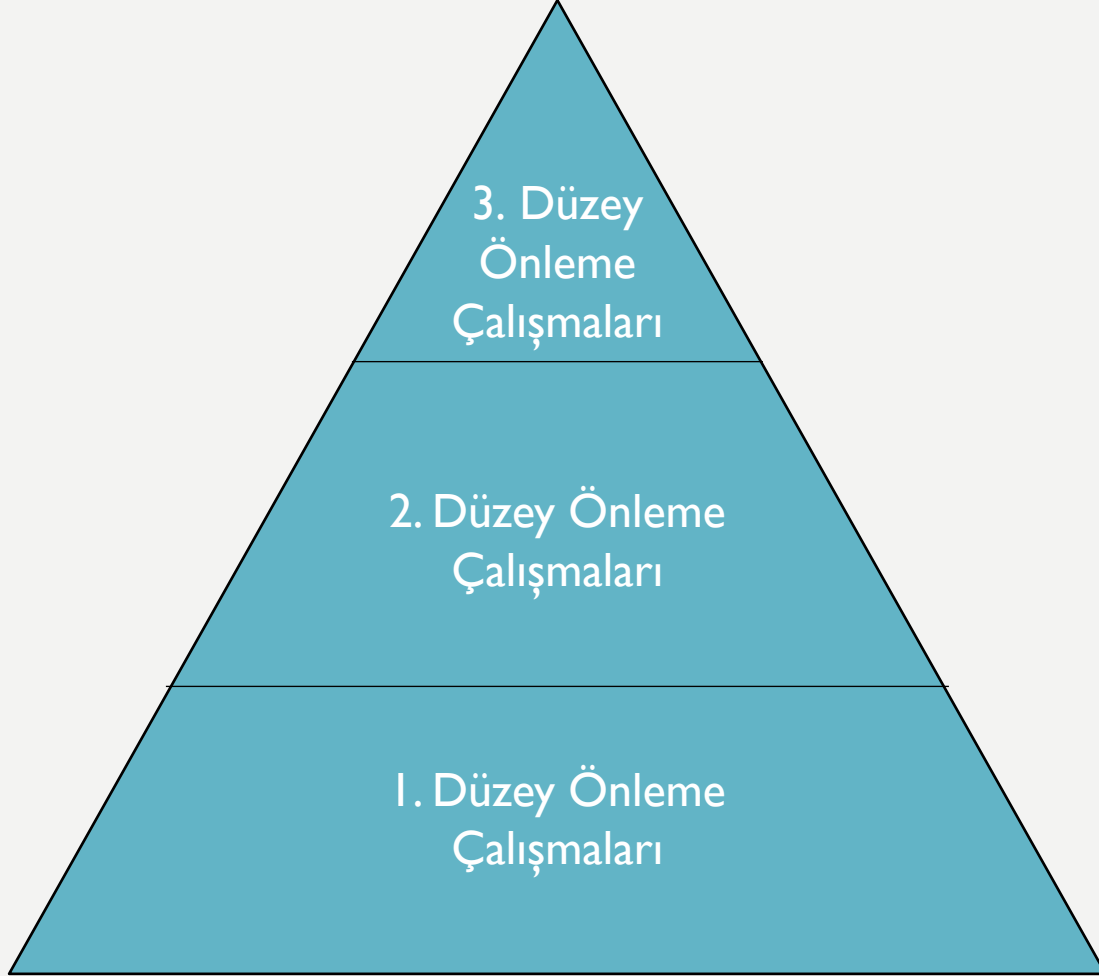 3. Düzey
Önleme
Çalışmaları
2. Düzey Önleme
Çalışmaları
1. Düzey Önleme
Çalışmaları